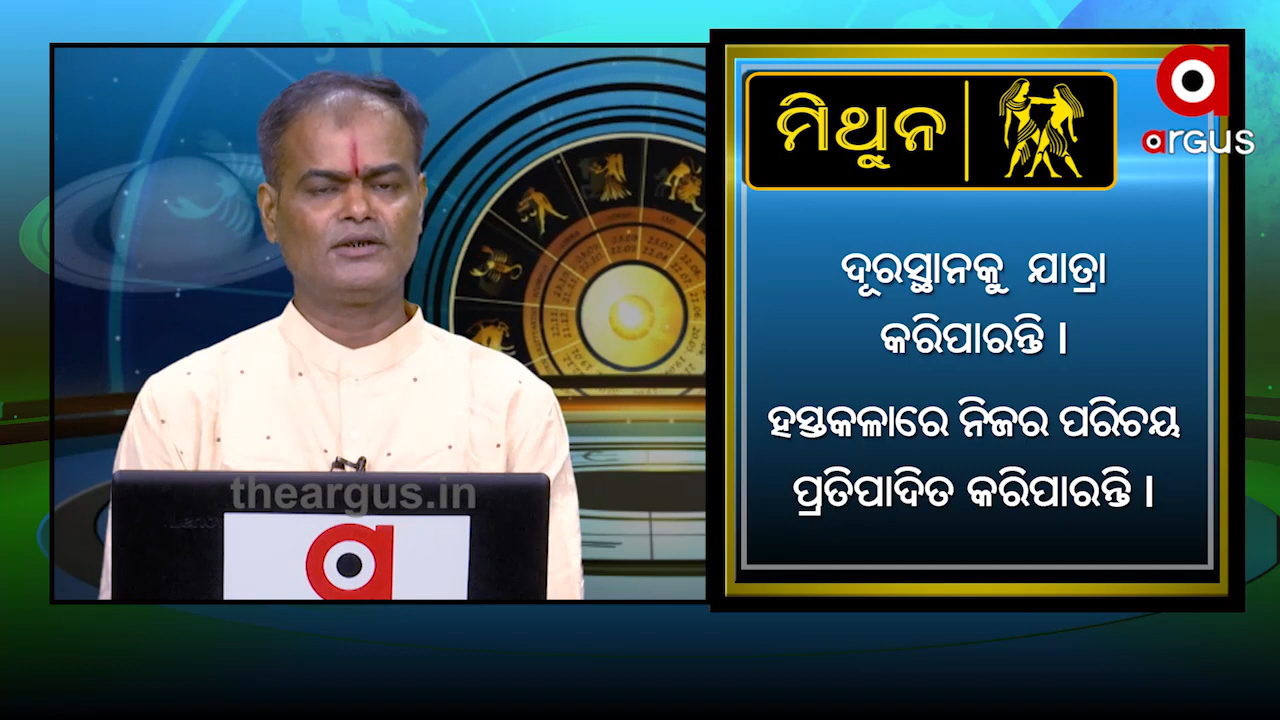 ମିଥୁନ
argus
ଦୂରସ୍ଥାନକୁ ଯାତ୍ରା
କରିପାରନ୍ତି ।
ହସ୍ତକଳାରେ ନିଜର ପରିଚୟ
ପ୍ରତିପାଦିତ କରିପାରନ୍ତି ।
theargus.in